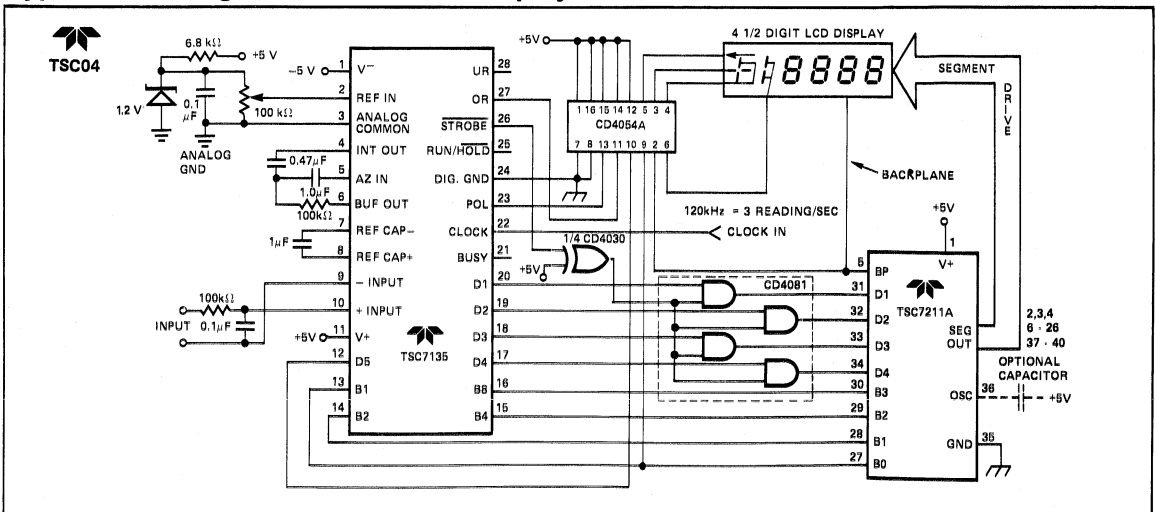 TSC04
6.8 kΩ
+5 V
1.2 V
0.1
µF
100 kΩ
ANALOG
GND
0.47µF
1.0µF
100kΩ
1µF
100kΩ
INPUT
0.1µF
-5 V
1 V⁻
2 REF IN
3 ANALOG
COMMON
4 INT OUT
5 AZ IN
6 BUF OUT
7 REF CAP-
8 REF CAP+
9 - INPUT
10 + INPUT
+5V 11 V+
12 D5
13 B1
14 B2
TSC7135
UR 28
OR 27
STROBE 26
RUN/HOLD 25
DIG. GND 24
POL 23
CLOCK 22
BUSY 21
D1 20
D2 19
D3 18
D4 17
B8 16
B4 15
+5V
1 16 15 14 12 5 3 4
CD4054A
7 8 13 11 10 9 2 6
4 1/2 DIGIT LCD DISPLAY
8888
SEGMENT
DRIVE
BACKPLANE
120kHz = 3 READING/SEC
CLOCK IN
1/4 CD4030
+5V
CD4081
+5V
1
V+
5 BP
31 D1
32 D2
33 D3
34 D4
30 B3
29 B2
28 B1
27 B0
TSC7211A
SEG
OUT
2,3,4
6 - 26
37 - 40
OPTIONAL
CAPACITOR
OSC 36
+5V
GND 35